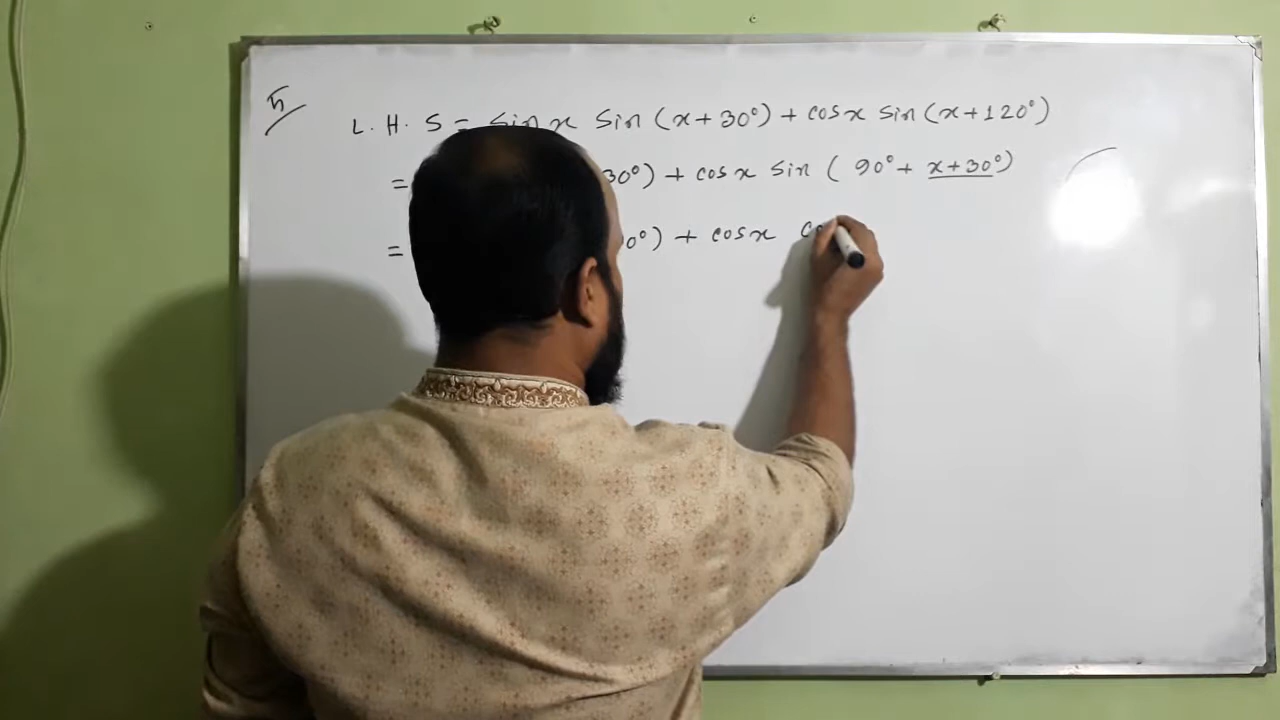 L. H. S = sin x sin (x+30°) + cos x sin (x+120°)
= 30°) + cos x sin ( 90° + x+30°)
= 0°) + cos x co